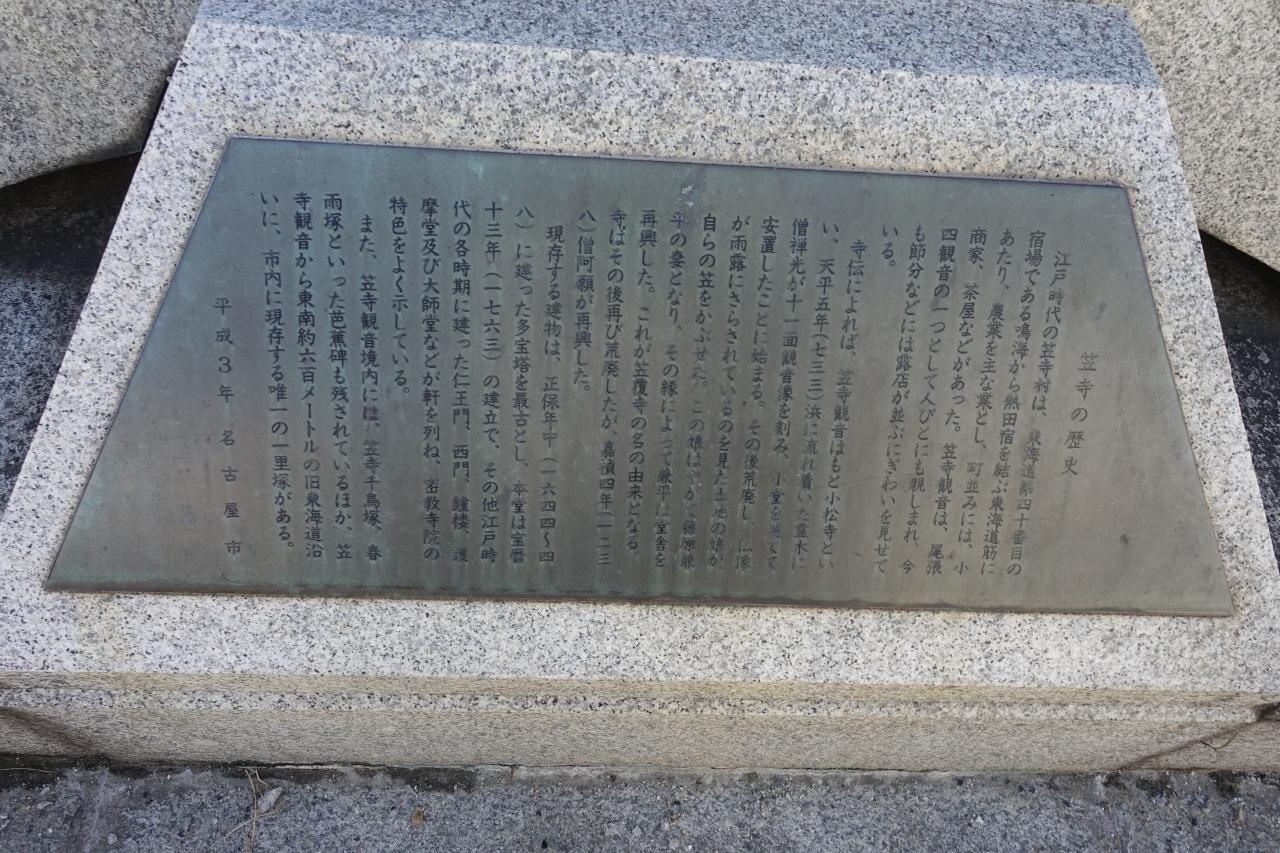 笠寺の歴史
江戸時代の笠寺村は、東海道第四十番目の
宿場である鳴海から熱田宿を結ぶ東海道筋に
あたり、農業を主な業とし、町並みには、小
商家、茶屋などがあった。笠寺観音は、尾張
四観音の一つとして人びとにも親しまれ、今
も節分などには露店が並ぶにぎわいを見せて
いる。
寺伝によれば、笠寺観音はもと小松寺とい
い、天平五年(七三三)浜に流れ着いた霊木に
僧禅光が十一面観音像を刻み、小堂を建てて
安置したことに始まる。その後荒廃し、仏像
が雨露にさらされているのを見た土地の娘が、
自らの笠をかぶせた。この娘はやがて藤原兼
平の妻となり、その縁によって兼平は堂舎を
再興した。これが笠覆寺の名の由来となる。
寺はその後再び荒廃したが、嘉禎四年(一二三
八)僧阿願が再興した。
現存する建物は、正保年中(一六四四〜四
八)に建った多宝塔を最古とし、本堂は宝暦
十三年(一七六三)の建立で、その他江戸時
代の各時期に建った仁王門、西門、鐘楼、護
摩堂及び大師堂などが軒を列ね、密教寺院の
特色をよく示している。
また、笠寺観音境内には、笠寺千鳥塚、春
雨塚といった芭蕉碑も残されているほか、笠
寺観音から東南約六百メートルの旧東海道沿
いに、市内に現存する唯一の一里塚がある。
平成3年 名古屋市